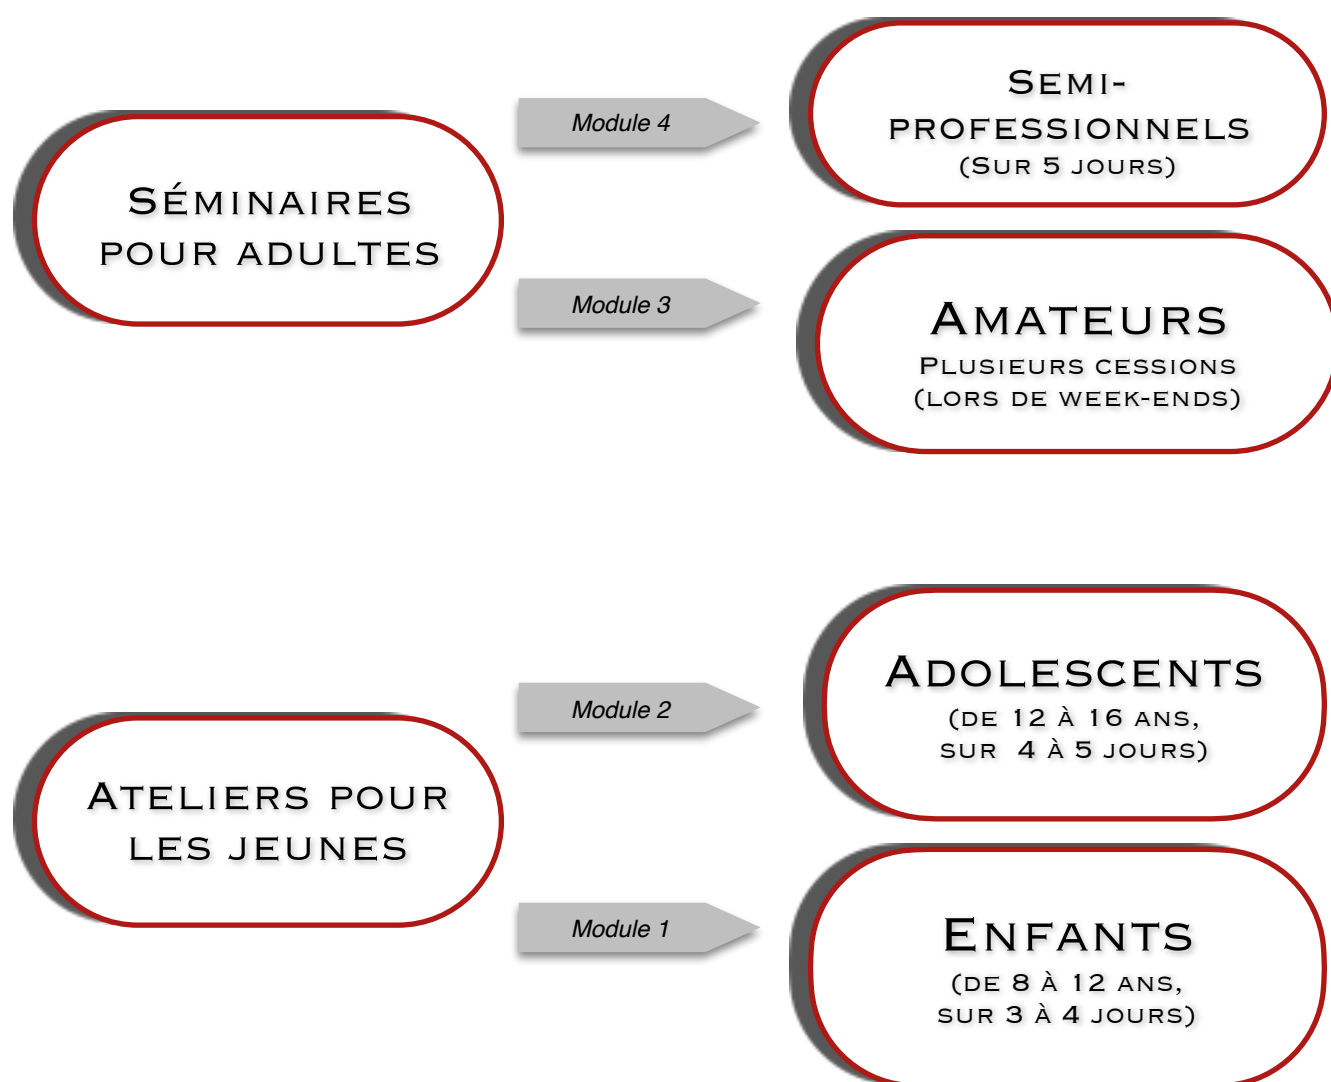 Séminaires
pour adultes
Module 4
Semi-
professionnels
(Sur 5 jours)
Module 3
Amateurs
Plusieurs cessions
(lors de week-ends)
Ateliers pour
les jeunes
Module 2
Adolescents
(de 12 à 16 ans,
sur 4 à 5 jours)
Module 1
Enfants
(de 8 à 12 ans,
sur 3 à 4 jours)